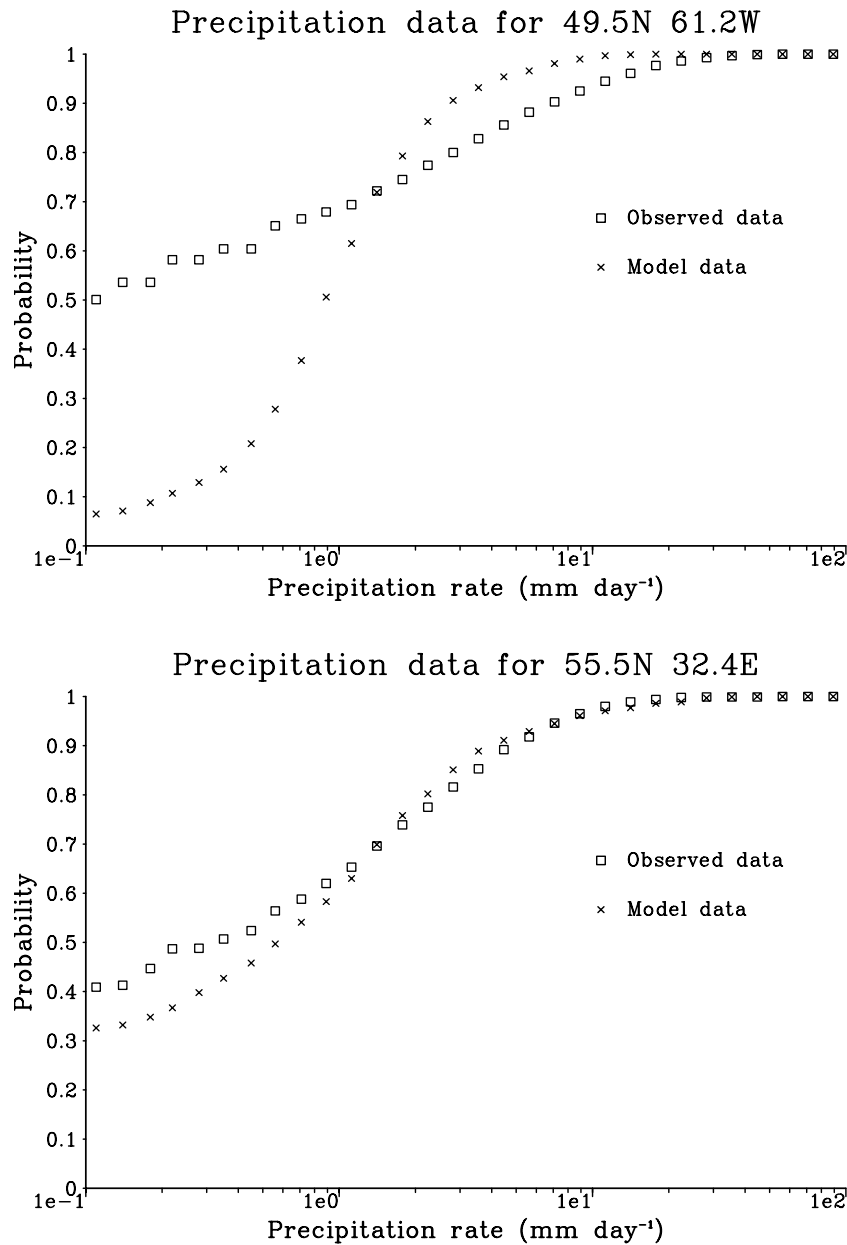 Precipitation data for 49.5N 61.2W
1
0.9
0.8
0.7
0.6
0.5
0.4
0.3
0.2
0.1
0
Probability
Observed data
Model data
1e-1 1e0 1e1 1e2
Precipitation rate (mm day⁻¹)
Precipitation data for 55.5N 32.4E
1
0.9
0.8
0.7
0.6
0.5
0.4
0.3
0.2
0.1
0
Probability
Observed data
Model data
1e-1 1e0 1e1 1e2
Precipitation rate (mm day⁻¹)